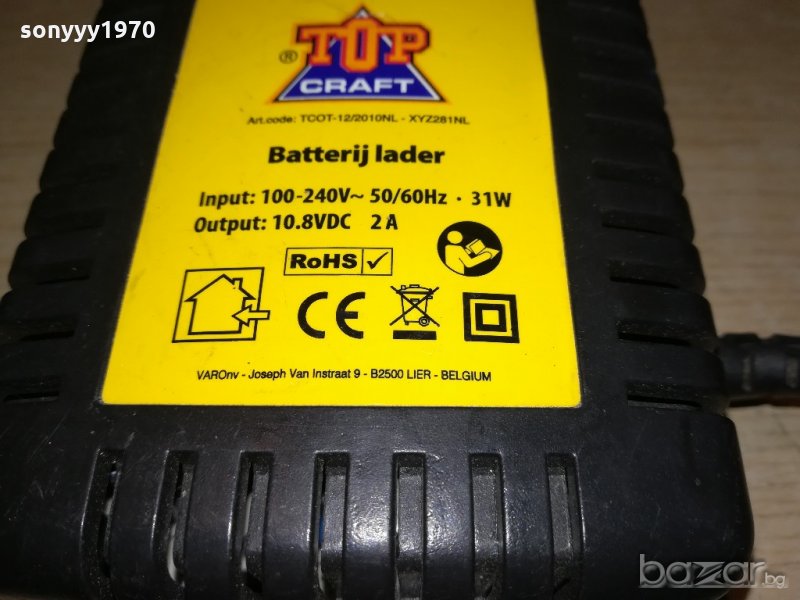 sonyyy1970
® TOP
CRAFT
Art.code: TCOT-12/2010NL - XYZ281NL
Batterij lader
Input: 100-240V~ 50/60Hz · 31W
Output: 10.8VDC 2 A
RoHS ✓
CE
VAROnv - Joseph Van Instraat 9 - B2500 LIER - BELGIUM
bazar.bg